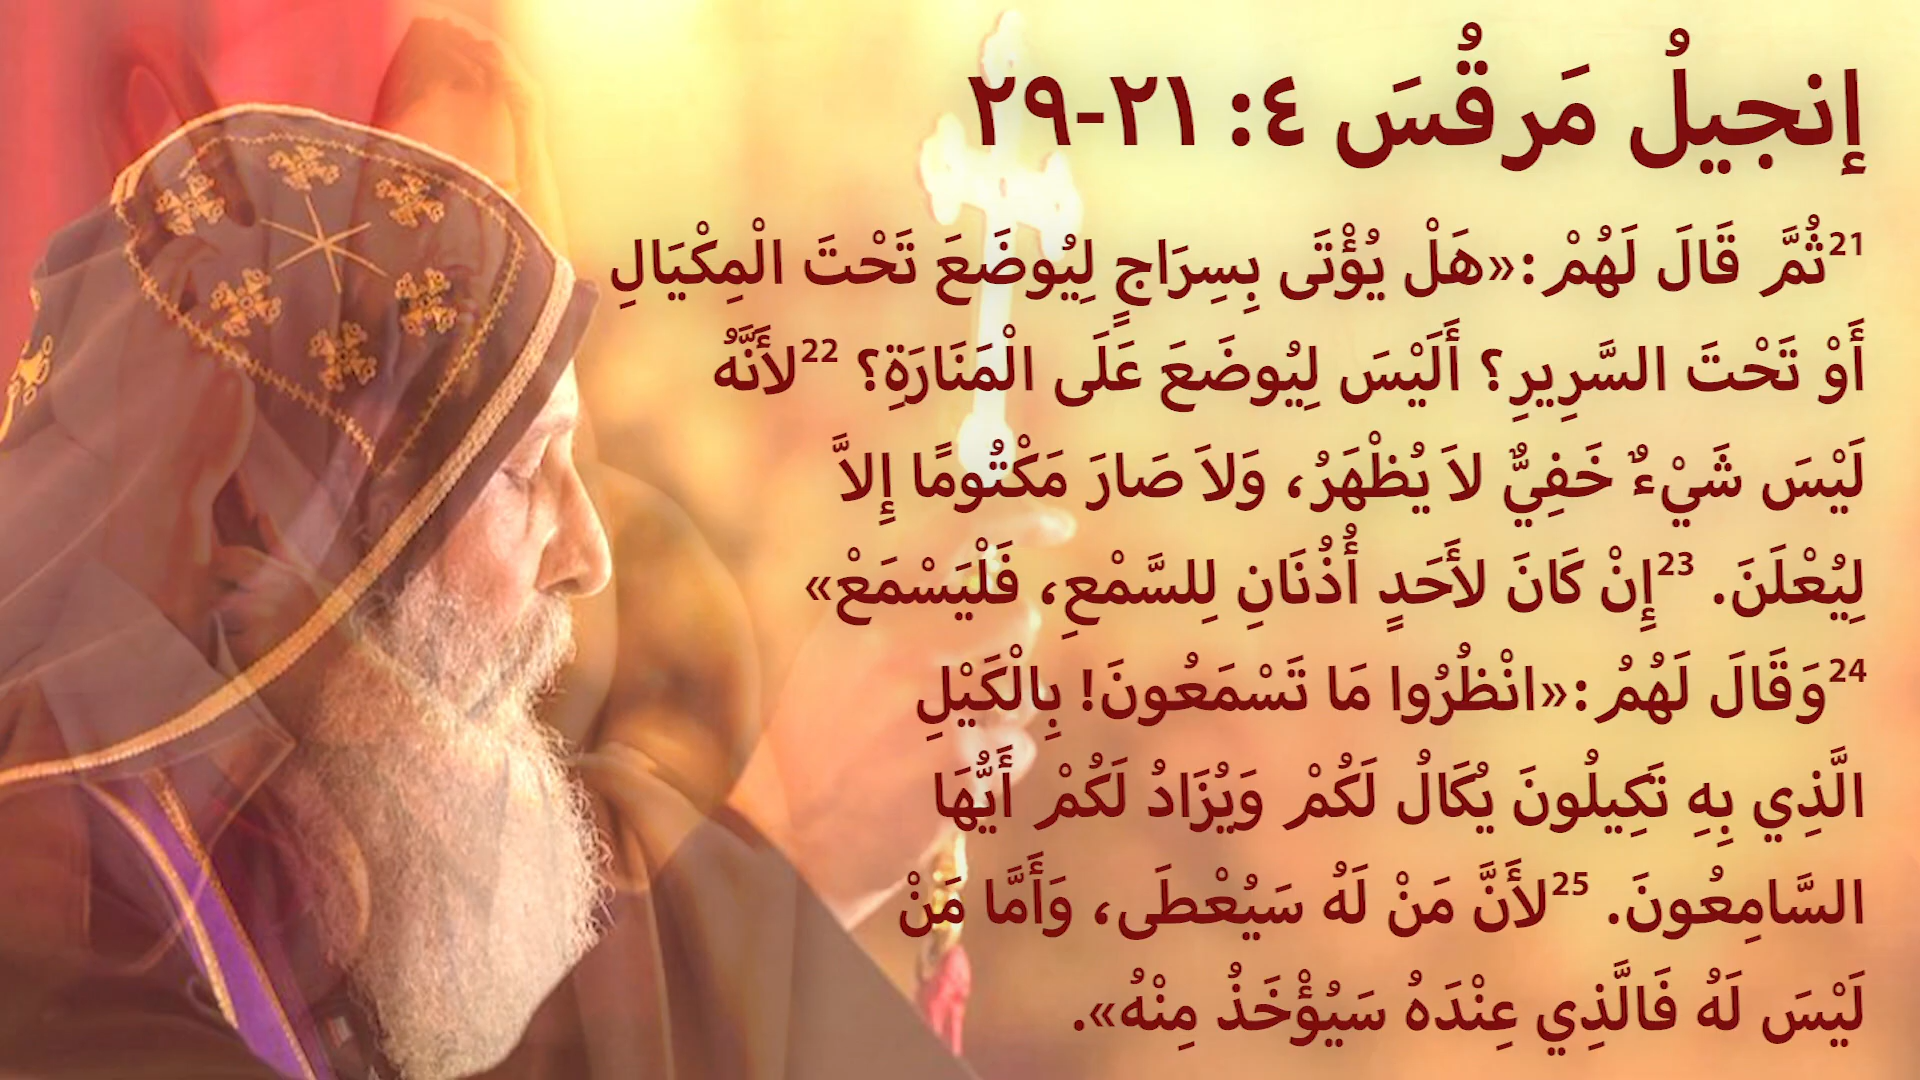 إنجيلُ مَرقُسَ ٤: ٢١-٢٩
21ثُمَّ قَالَ لَهُمْ:«هَلْ يُؤْتَى بِسِرَاجٍ لِيُوضَعَ تَحْتَ الْمِكْيَالِ
أَوْ تَحْتَ السَّرِيرِ؟ أَلَيْسَ لِيُوضَعَ عَلَى الْمَنَارَةِ؟ 22لأَنَّهُ
لَيْسَ شَيْءٌ خَفِيٌّ لاَ يُظْهَرُ، وَلاَ صَارَ مَكْتُومًا إِلاَّ
لِيُعْلَنَ. 23إِنْ كَانَ لأَحَدٍ أُذْنَانِ لِلسَّمْعِ، فَلْيَسْمَعْ»
24وَقَالَ لَهُمُ:«انْظُرُوا مَا تَسْمَعُونَ! بِالْكَيْلِ
الَّذِي بِهِ تَكِيلُونَ يُكَالُ لَكُمْ وَيُزَادُ لَكُمْ أَيُّهَا
السَّامِعُونَ. 25لأَنَّ مَنْ لَهُ سَيُعْطَى، وَأَمَّا مَنْ
لَيْسَ لَهُ فَالَّذِي عِنْدَهُ سَيُؤْخَذُ مِنْهُ».